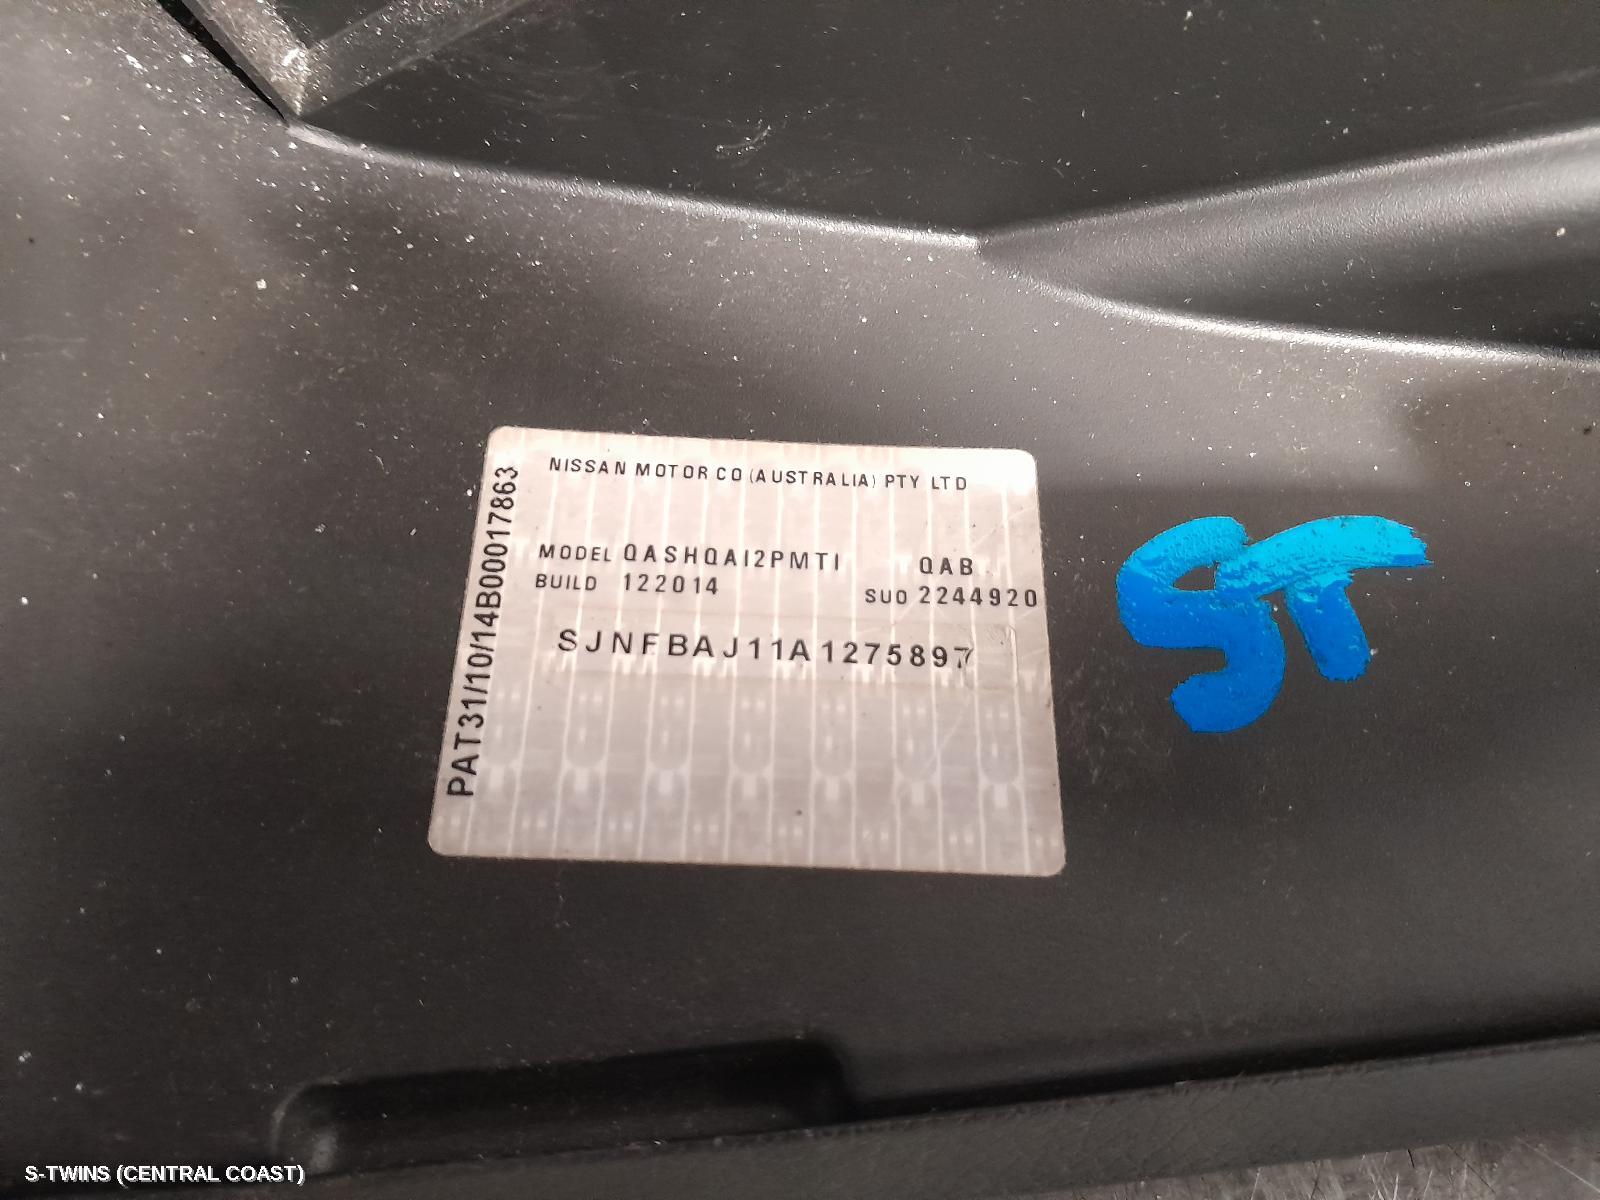 NISSAN MOTOR CO (AUSTRALIA) PTY LTD
MODEL QASHQAI2PMTI QAB
BUILD 122014 SUO 2244920
SJNFBAJ11A1275897
PAT31/10/14B00017863
ST
S-TWINS (CENTRAL COAST)